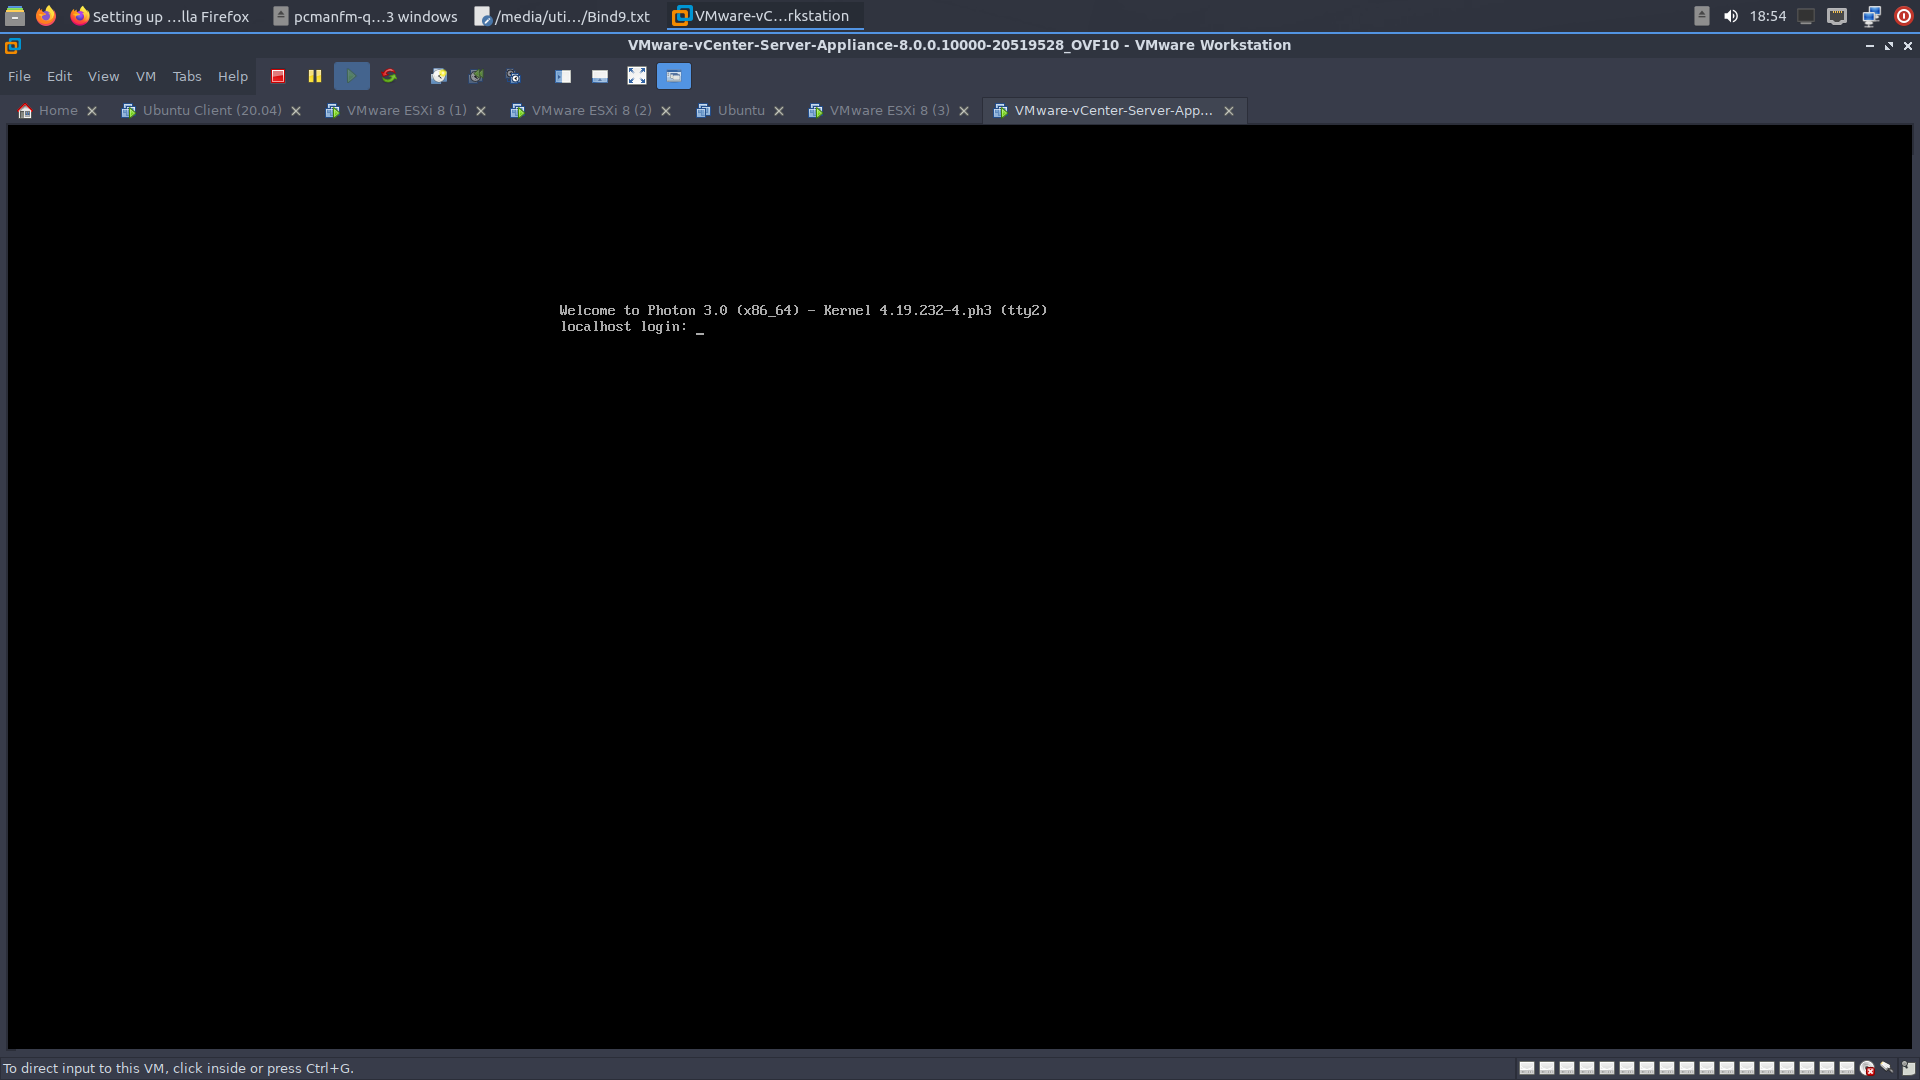 Setting up ...lla Firefox
pcmanfm-q...3 windows
/media/uti.../Bind9.txt
VMware-vC...rkstation
18:54
VMware-vCenter-Server-Appliance-8.0.0.10000-20519528_OVF10 - VMware Workstation
File Edit View VM Tabs Help
Home
Ubuntu Client (20.04)
VMware ESXi 8 (1)
VMware ESXi 8 (2)
Ubuntu
VMware ESXi 8 (3)
VMware-vCenter-Server-App...
Welcome to Photon 3.0 (x86_64) - Kernel 4.19.232-4.ph3 (tty2)
localhost login: _
To direct input to this VM, click inside or press Ctrl+G.